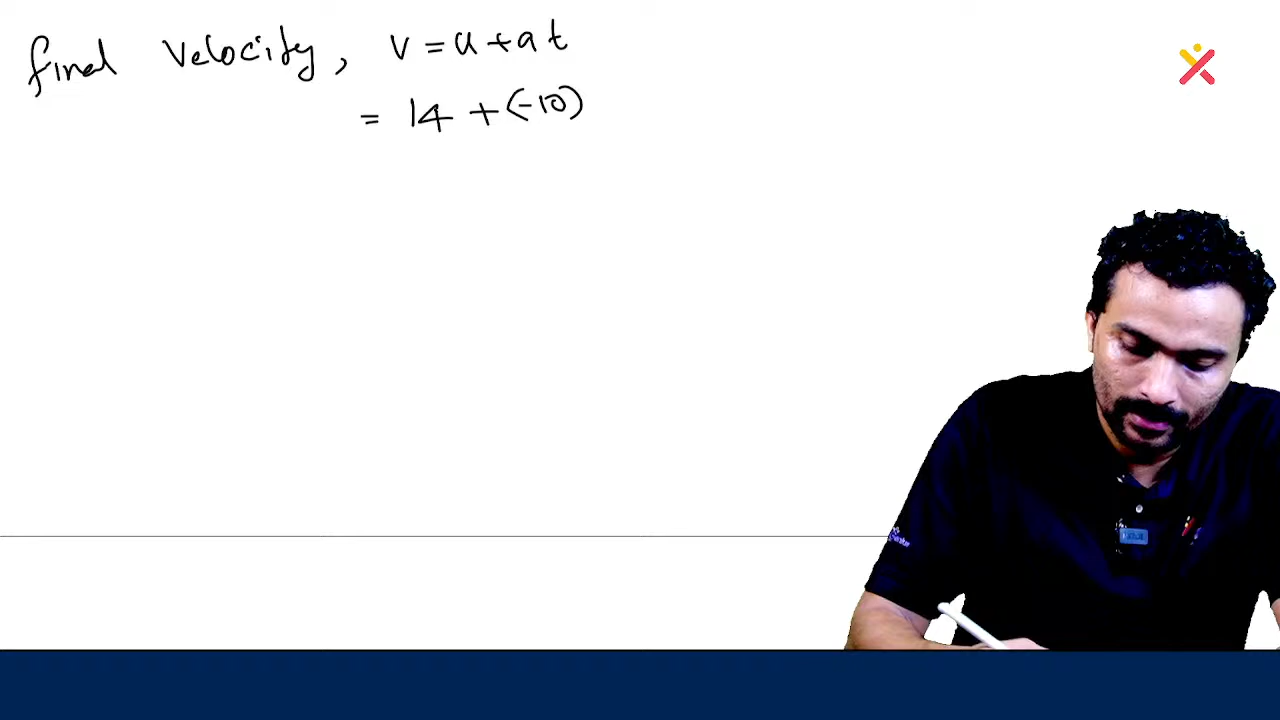 final Velocity, v = u + at
= 14 + (-10)